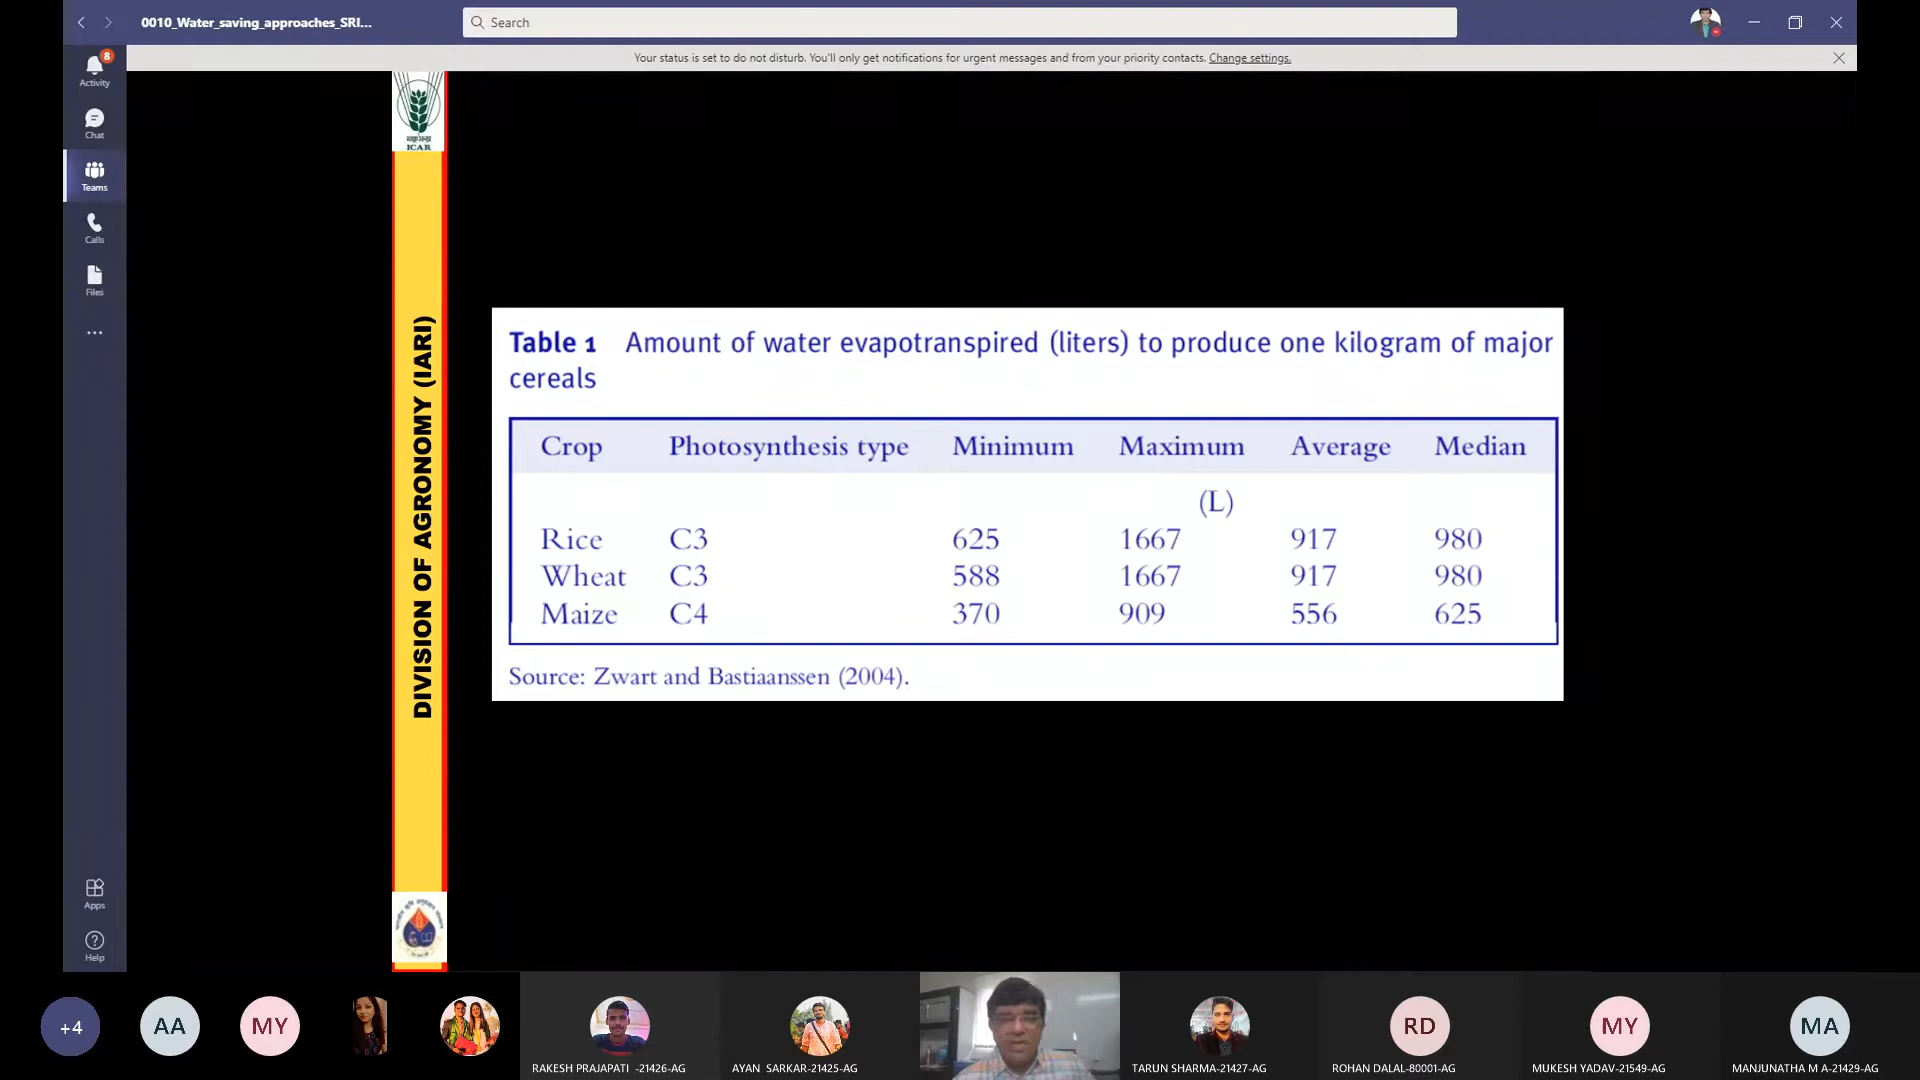 0010_Water_saving_approaches_SRI...
Search
Your status is set to do not disturb. You'll only get notifications for urgent messages and from your priority contacts. Change settings.
8
Activity
Chat
Teams
Calls
Files
Apps
Help
ICAR
DIVISION OF AGRONOMY (IARI)
Table 1 Amount of water evapotranspired (liters) to produce one kilogram of major
cereals
Crop Photosynthesis type Minimum Maximum Average Median
(L)
Rice C3 625 1667 917 980
Wheat C3 588 1667 917 980
Maize C4 370 909 556 625
Source: Zwart and Bastiaanssen (2004).
+4 AA MY RD MY MA
RAKESH PRAJAPATI -21426-AG AYAN SARKAR-21425-AG TARUN SHARMA-21427-AG ROHAN DALAL-80001-AG MUKESH YADAV-21549-AG MANJUNATHA M A-21429-AG